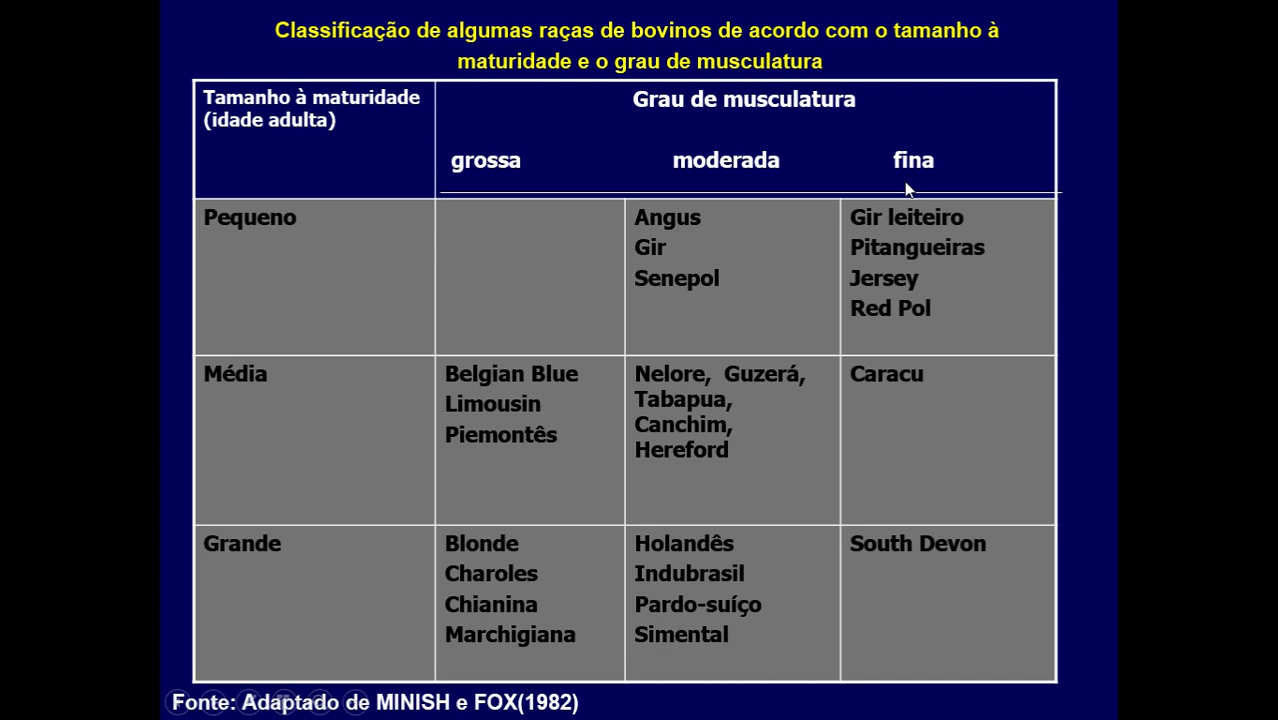 Classificação de algumas raças de bovinos de acordo com o tamanho à
maturidade e o grau de musculatura
Tamanho à maturidade
(idade adulta)
Grau de musculatura
grossa moderada fina
Pequeno
Angus
Gir
Senepol
Gir leiteiro
Pitangueiras
Jersey
Red Pol
Média
Belgian Blue
Limousin
Piemontês
Nelore, Guzerá,
Tabapua,
Canchim,
Hereford
Caracu
Grande
Blonde
Charoles
Chianina
Marchigiana
Holandês
Indubrasil
Pardo-suíço
Simental
South Devon
Fonte: Adaptado de MINISH e FOX(1982)